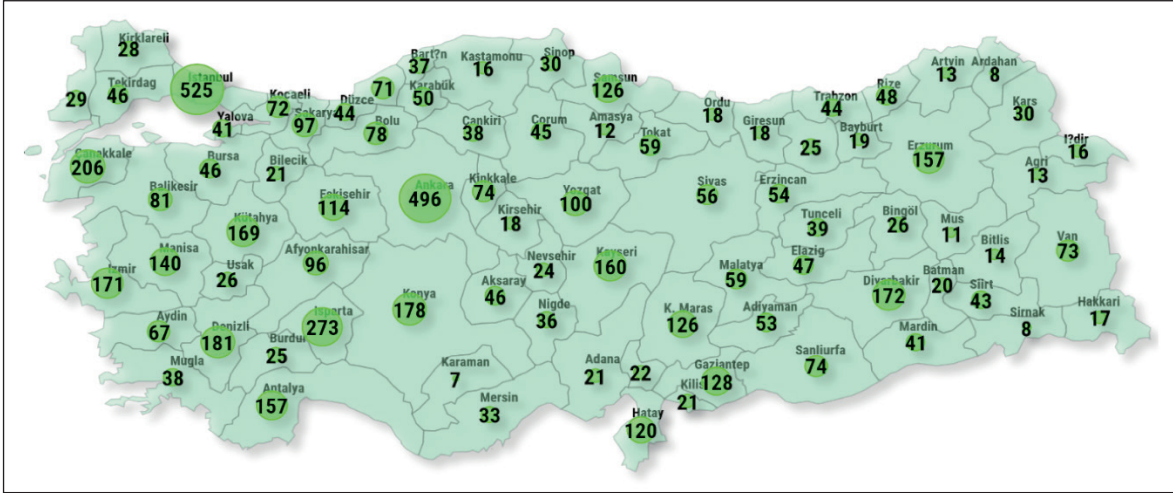 Kirklareli
28
Tekirdag
46
29
Istanbul
525
Kocaeli
72
Sakarya
97
Yalova
41
Düzce
44
71
Bolu
78
Bart?n
37
Karabük
50
Kastamonu
16
Sinop
30
Çankiri
38
Çorum
45
Samsun
126
Amasya
12
Tokat
59
Ordu
18
Giresun
18
25
Trabzon
44
Bayburt
19
Rize
48
Artvin
13
Ardahan
8
Kars
30
I?dir
16
Agri
13
Erzurum
157
Çanakkale
206
Balikesir
81
Bursa
46
Bilecik
21
Eskisehir
114
Ankara
496
Kirikkale
74
Kirsehir
18
Yozgat
100
Sivas
56
Erzincan
54
Tunceli
39
Bingöl
26
Mus
11
Bitlis
14
Van
73
Kütahya
169
Manisa
140
Izmir
171
Usak
26
Afyonkarahisar
96
Isparta
273
Konya
178
Aksaray
46
Nevsehir
24
Nigde
36
Kayseri
160
Malatya
59
Elazig
47
Diyarbakir
172
Batman
20
Siirt
43
Sirnak
8
Hakkari
17
Aydin
67
Denizli
181
Mugla
38
Burdur
25
Antalya
157
Karaman
7
Mersin
33
Adana
21
22
K. Maras
126
Adiyaman
53
Gaziantep
128
Kilis
21
Hatay
120
Sanliurfa
74
Mardin
41